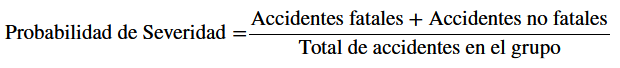 Probabilidad de Severidad = Accidentes fatales + Accidentes no fatales
Total de accidentes en el grupo